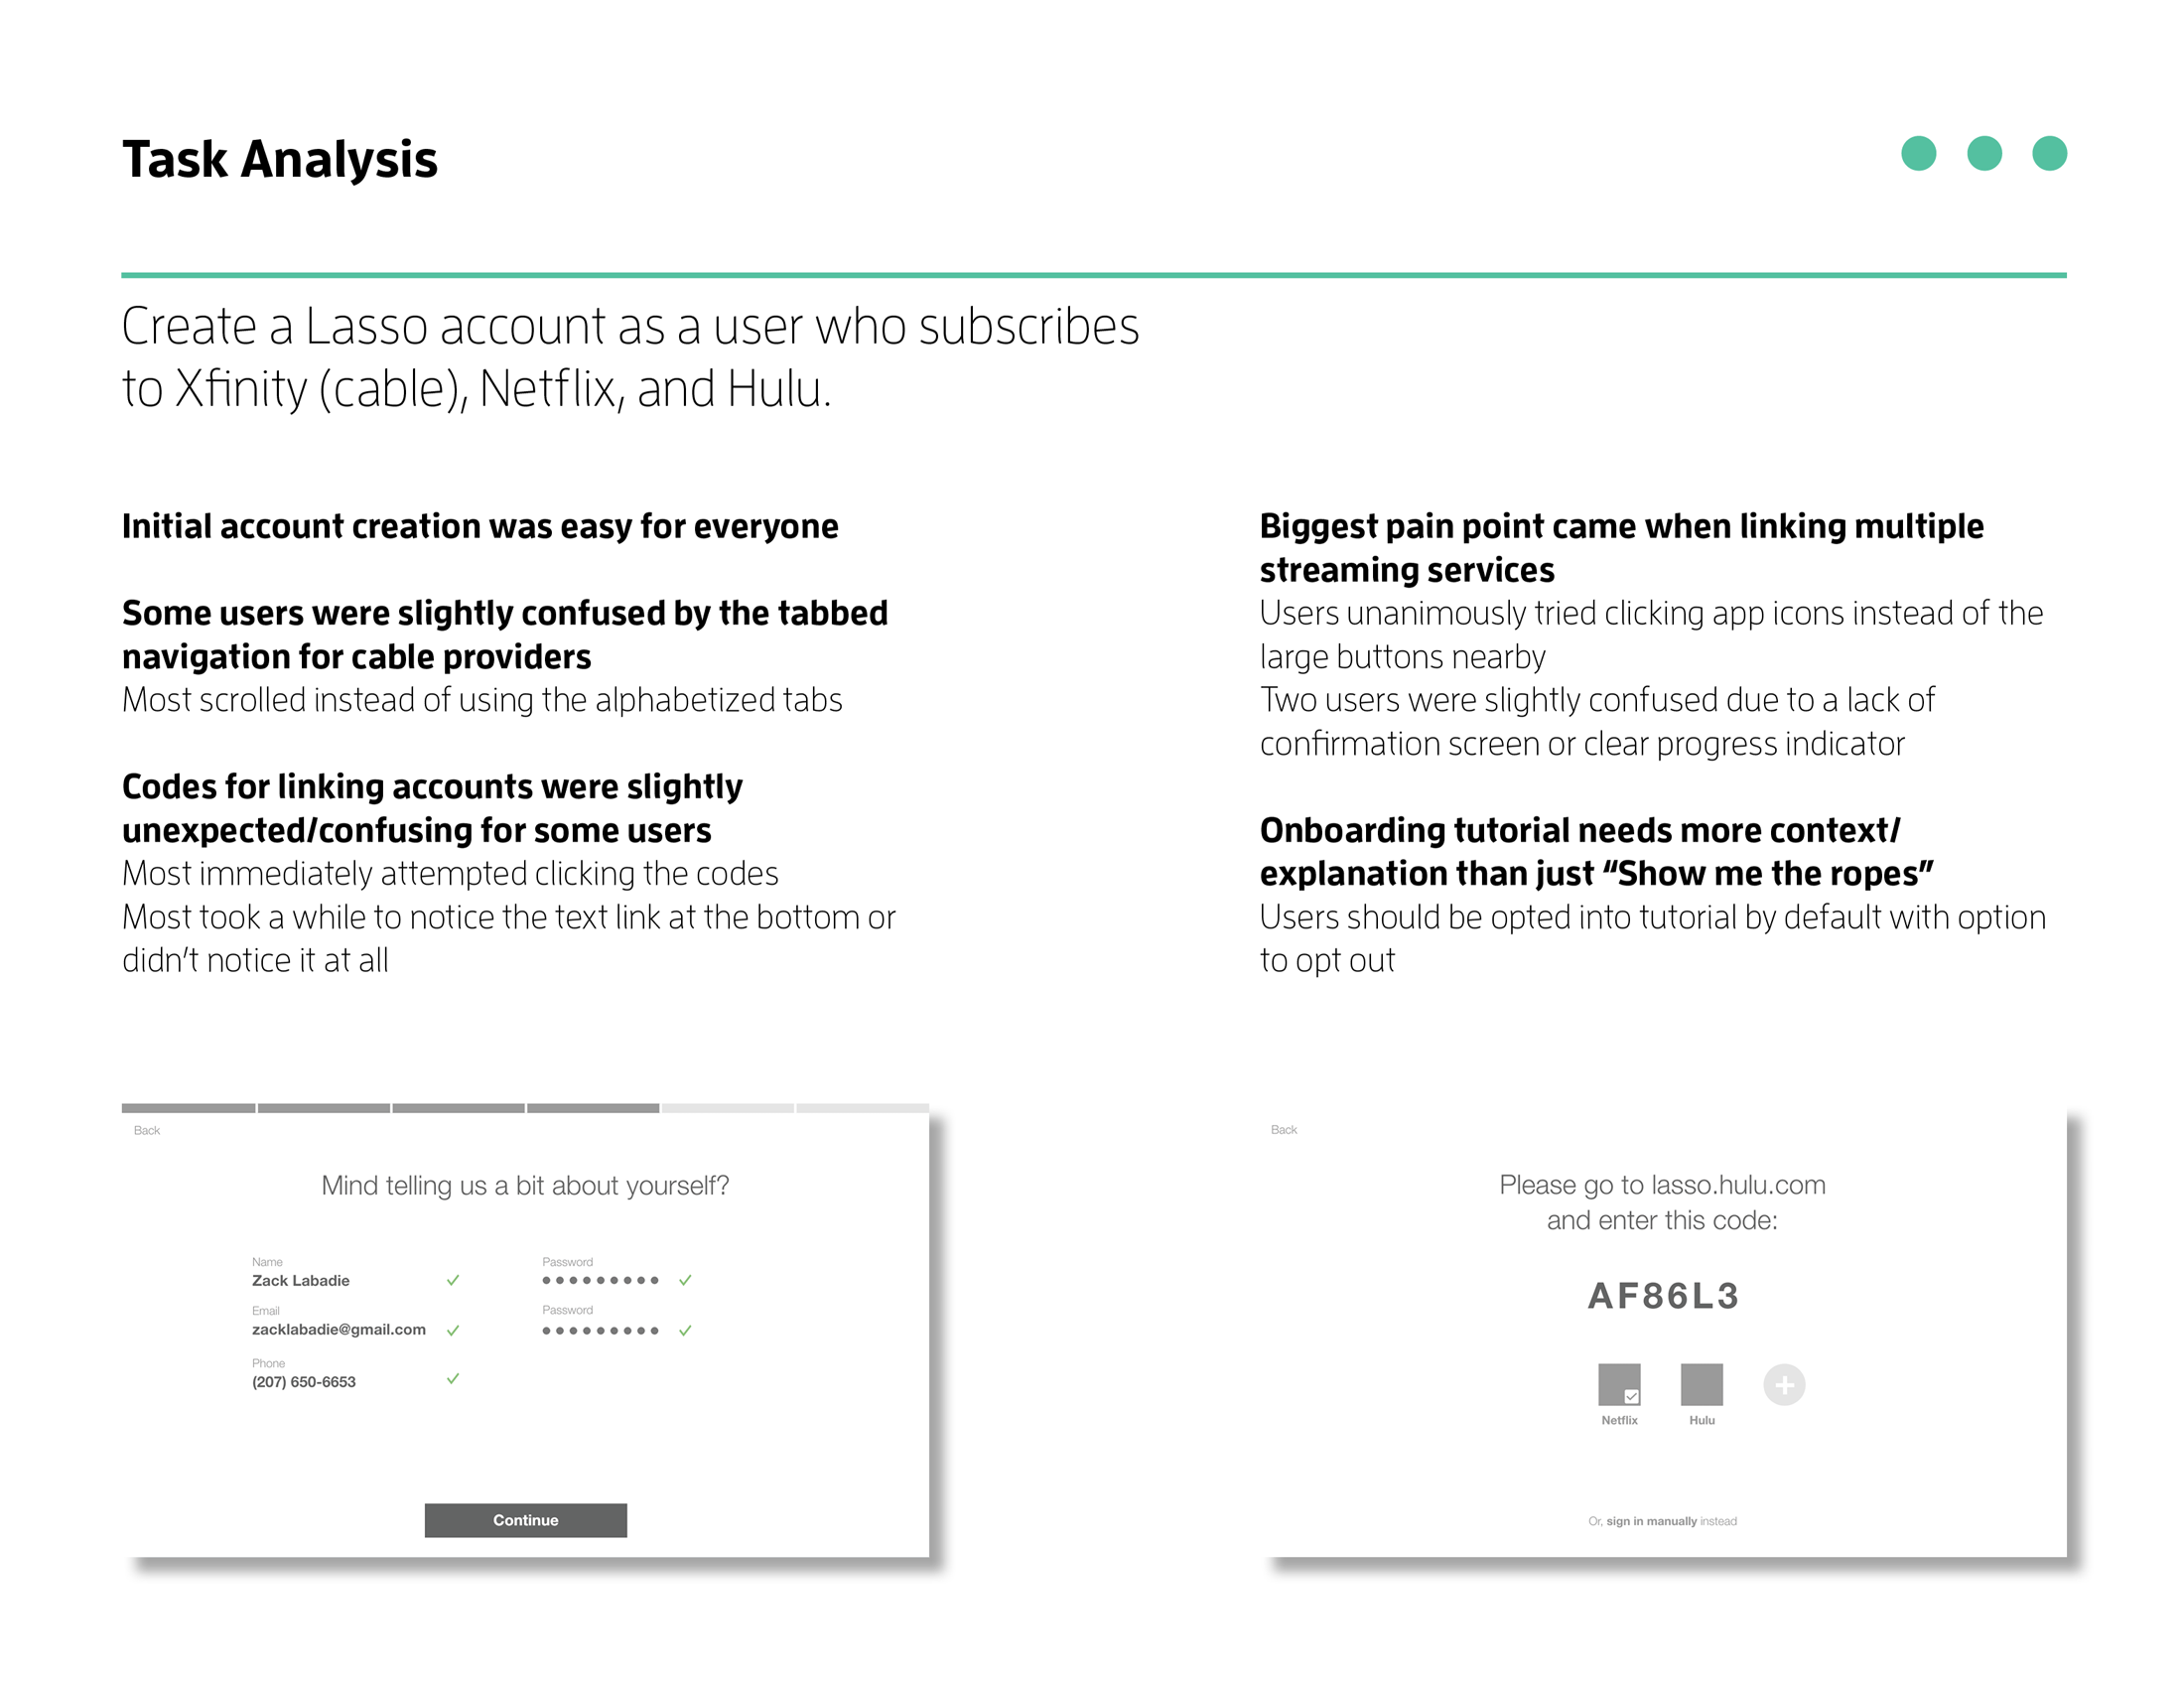 Task Analysis
Create a Lasso account as a user who subscribes
to Xfinity (cable), Netflix, and Hulu.
Initial account creation was easy for everyone
Some users were slightly confused by the tabbed
navigation for cable providers
Most scrolled instead of using the alphabetized tabs
Codes for linking accounts were slightly
unexpected/confusing for some users
Most immediately attempted clicking the codes
Most took a while to notice the text link at the bottom or
didn’t notice it at all
Biggest pain point came when linking multiple
streaming services
Users unanimously tried clicking app icons instead of the
large buttons nearby
Two users were slightly confused due to a lack of
confirmation screen or clear progress indicator
Onboarding tutorial needs more context/
explanation than just “Show me the ropes”
Users should be opted into tutorial by default with option
to opt out
Back
Mind telling us a bit about yourself?
Name
Zack Labadie
Email
zacklabadie@gmail.com
Phone
(207) 650-6653
Password
Password
Continue
Back
Please go to lasso.hulu.com
and enter this code:
AF86L3
Netflix Hulu
Or, sign in manually instead